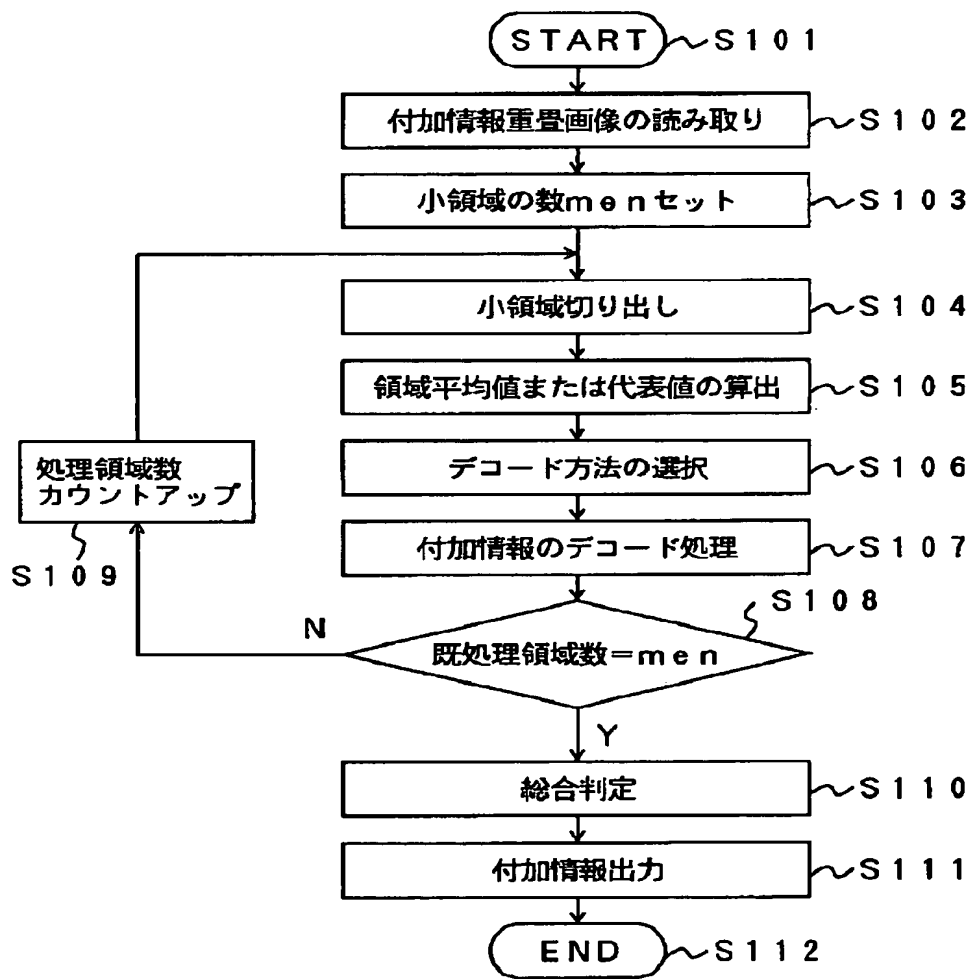 START
S101
付加情報重畳画像の読み取り
S102
小領域の数menセット
S103
小領域切り出し
S104
領域平均値または代表値の算出
S105
処理領域数
カウントアップ
S109
デコード方法の選択
S106
付加情報のデコード処理
S107
S108
N
既処理領域数=men
Y
総合判定
S110
付加情報出力
S111
END
S112